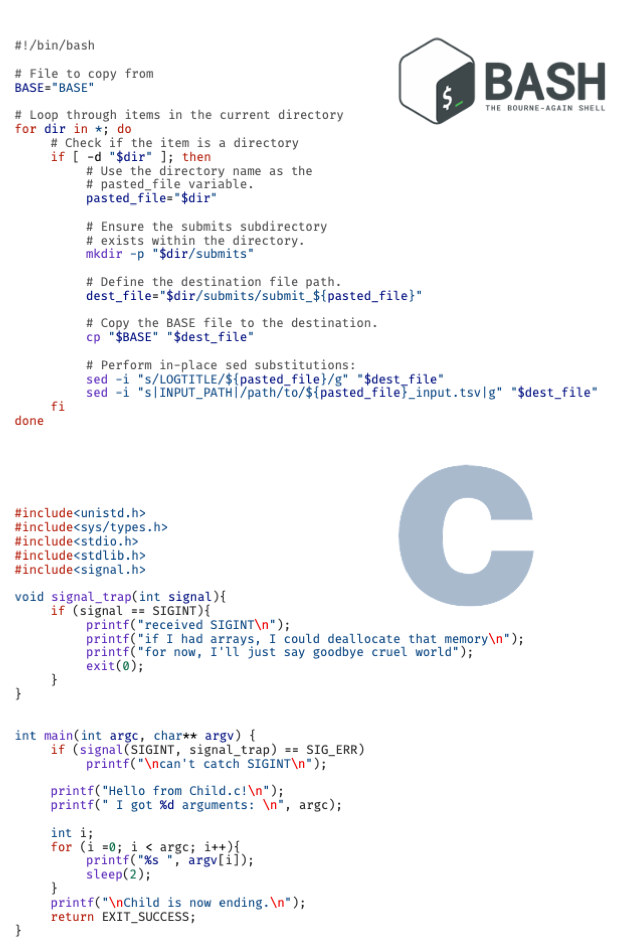 #!/bin/bash
$_
BASH
THE BOURNE-AGAIN SHELL
# File to copy from
BASE="BASE"
# Loop through items in the current directory
for dir in *; do
# Check if the item is a directory
if [ -d "$dir" ]; then
# Use the directory name as the
# pasted_file variable.
pasted_file="$dir"
# Ensure the submits subdirectory
# exists within the directory.
mkdir -p "$dir/submits"
# Define the destination file path.
dest_file="$dir/submits/submit_${pasted_file}"
# Copy the BASE file to the destination.
cp "$BASE" "$dest_file"
# Perform in-place sed substitutions:
sed -i "s/LOGTITLE/${pasted_file}/g" "$dest_file"
sed -i "s|INPUT_PATH|/path/to/${pasted_file}_input.tsv|g" "$dest_file"
fi
done
C
#include<unistd.h>
#include<sys/types.h>
#include<stdio.h>
#include<stdlib.h>
#include<signal.h>
void signal_trap(int signal){
if (signal == SIGINT){
printf("received SIGINT\n");
printf("if I had arrays, I could deallocate that memory\n");
printf("for now, I'll just say goodbye cruel world");
exit(0);
}
}
int main(int argc, char** argv) {
if (signal(SIGINT, signal_trap) == SIG_ERR)
printf("\ncan't catch SIGINT\n");
printf("Hello from Child.c!\n");
printf(" I got %d arguments: \n", argc);
int i;
for (i =0; i < argc; i++){
printf("%s ", argv[i]);
sleep(2);
}
printf("\nChild is now ending.\n");
return EXIT_SUCCESS;
}